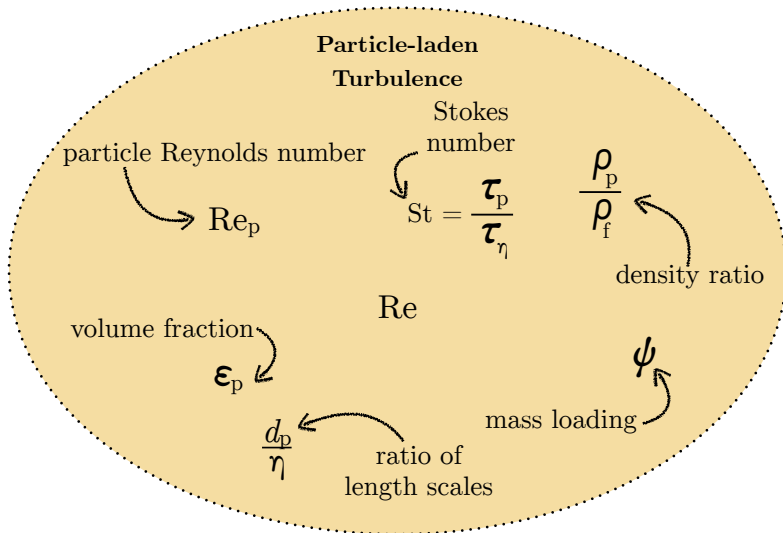 Particle-laden
Turbulence
Stokes
number
particle Reynolds number
Re_p
St = τ_p/τ_η
ρ_p/ρ_f
density ratio
Re
volume fraction
ε_p
ψ
mass loading
d_p/η
ratio of
length scales